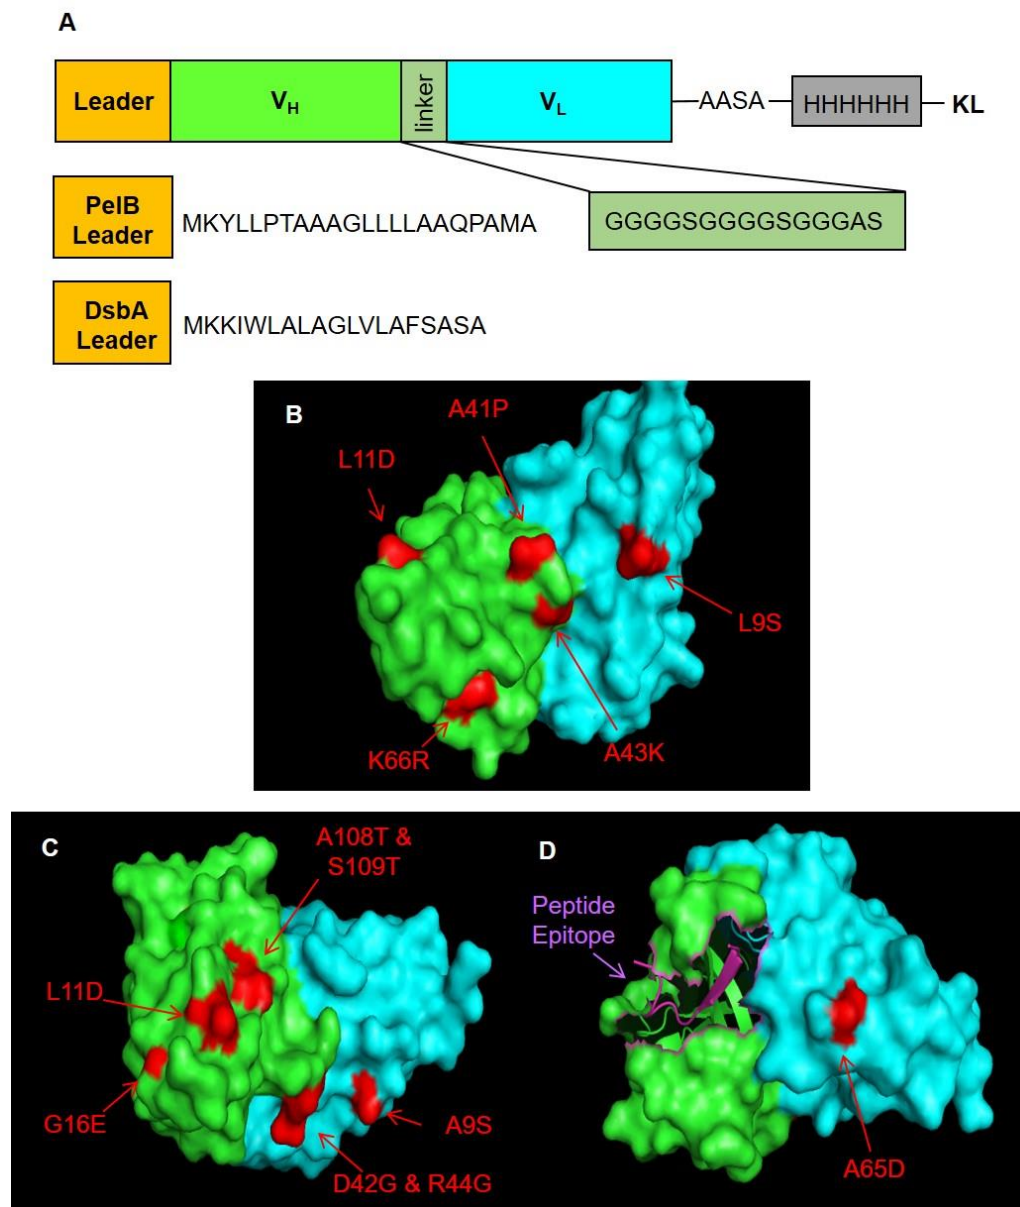 A
Leader
VH
linker
VL
AASA
HHHHHH
KL
PelB
Leader
MKYLLPTAAAGLLLLAAQPAMA
GGGGSGGGGSGGGAS
DsbA
Leader
MKKIWLALAGLVLAFSASA
B
A41P
L11D
L9S
K66R
A43K
C
A108T &
S109T
L11D
G16E
A9S
D42G & R44G
D
Peptide
Epitope
A65D